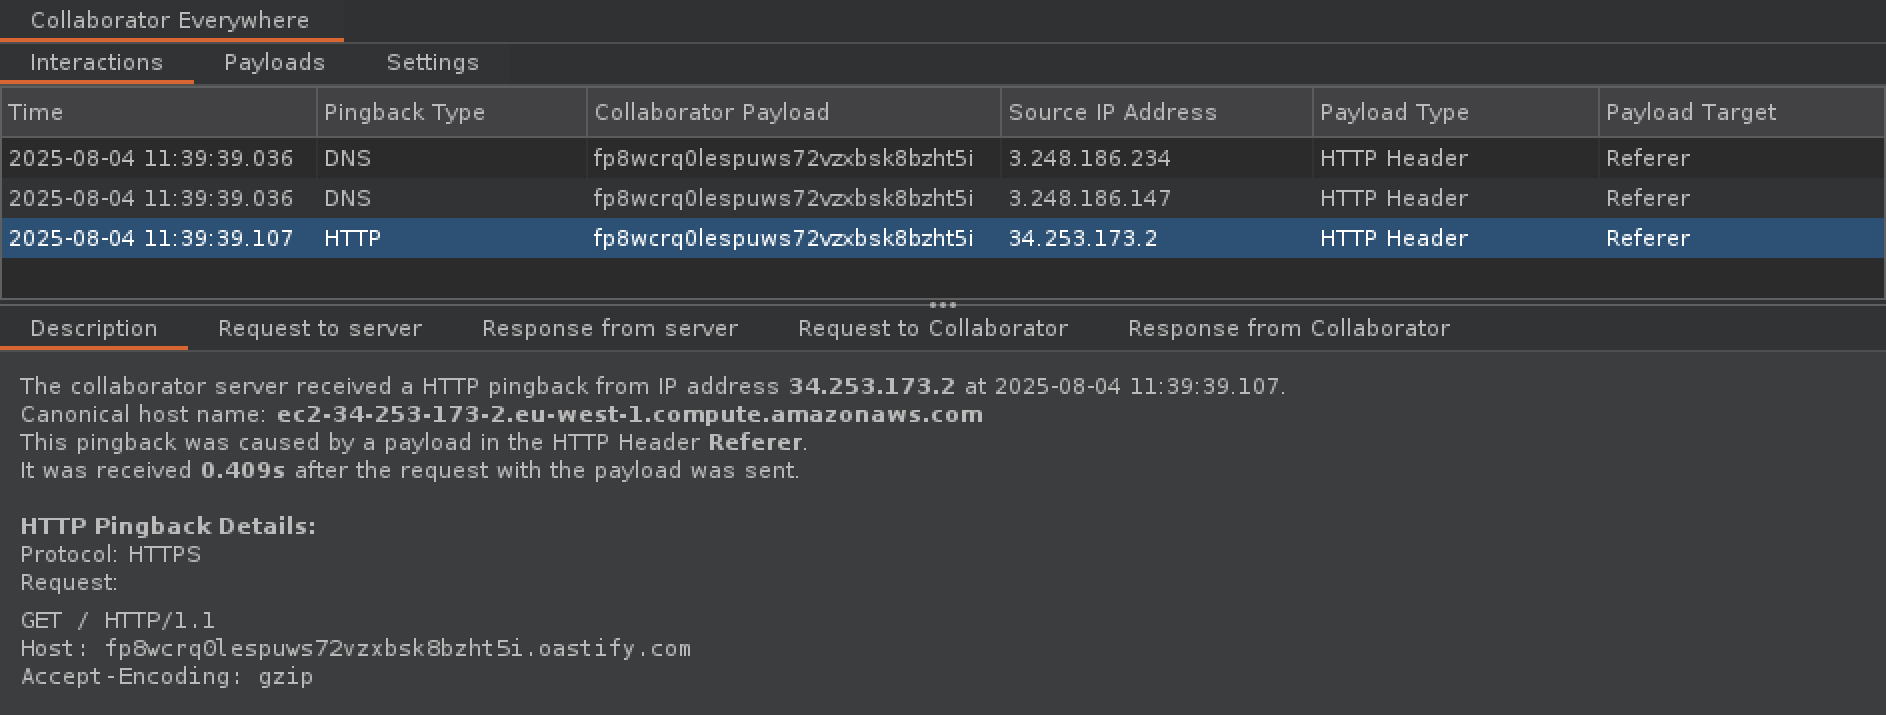 Collaborator Everywhere
Interactions Payloads Settings
Time Pingback Type Collaborator Payload Source IP Address Payload Type Payload Target
2025-08-04 11:39:39.036 DNS fp8wcrq0lespuws72vzxbsk8bzht5i 3.248.186.234 HTTP Header Referer
2025-08-04 11:39:39.036 DNS fp8wcrq0lespuws72vzxbsk8bzht5i 3.248.186.147 HTTP Header Referer
2025-08-04 11:39:39.107 HTTP fp8wcrq0lespuws72vzxbsk8bzht5i 34.253.173.2 HTTP Header Referer
Description Request to server Response from server Request to Collaborator Response from Collaborator
The collaborator server received a HTTP pingback from IP address 34.253.173.2 at 2025-08-04 11:39:39.107.
Canonical host name: ec2-34-253-173-2.eu-west-1.compute.amazonaws.com
This pingback was caused by a payload in the HTTP Header Referer.
It was received 0.409s after the request with the payload was sent.
HTTP Pingback Details:
Protocol: HTTPS
Request:
GET / HTTP/1.1
Host: fp8wcrq0lespuws72vzxbsk8bzht5i.oastify.com
Accept-Encoding: gzip